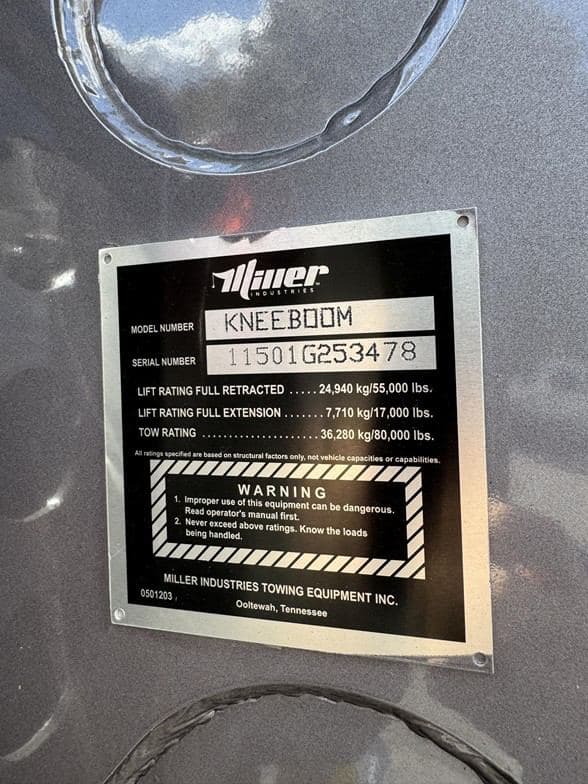 Miller
INDUSTRIES™
MODEL NUMBER KNEEBOOM
SERIAL NUMBER 11501G253478
LIFT RATING FULL RETRACTED ..... 24,940 kg/55,000 lbs.
LIFT RATING FULL EXTENSION ....... 7,710 kg/17,000 lbs.
TOW RATING .................... 36,280 kg/80,000 lbs.
All ratings specified are based on structural factors only, not vehicle capacities or capabilities.
WARNING
1. Improper use of this equipment can be dangerous.
Read operator's manual first.
2. Never exceed above ratings. Know the loads
being handled.
MILLER INDUSTRIES TOWING EQUIPMENT INC.
0501203
Ooltewah, Tennessee